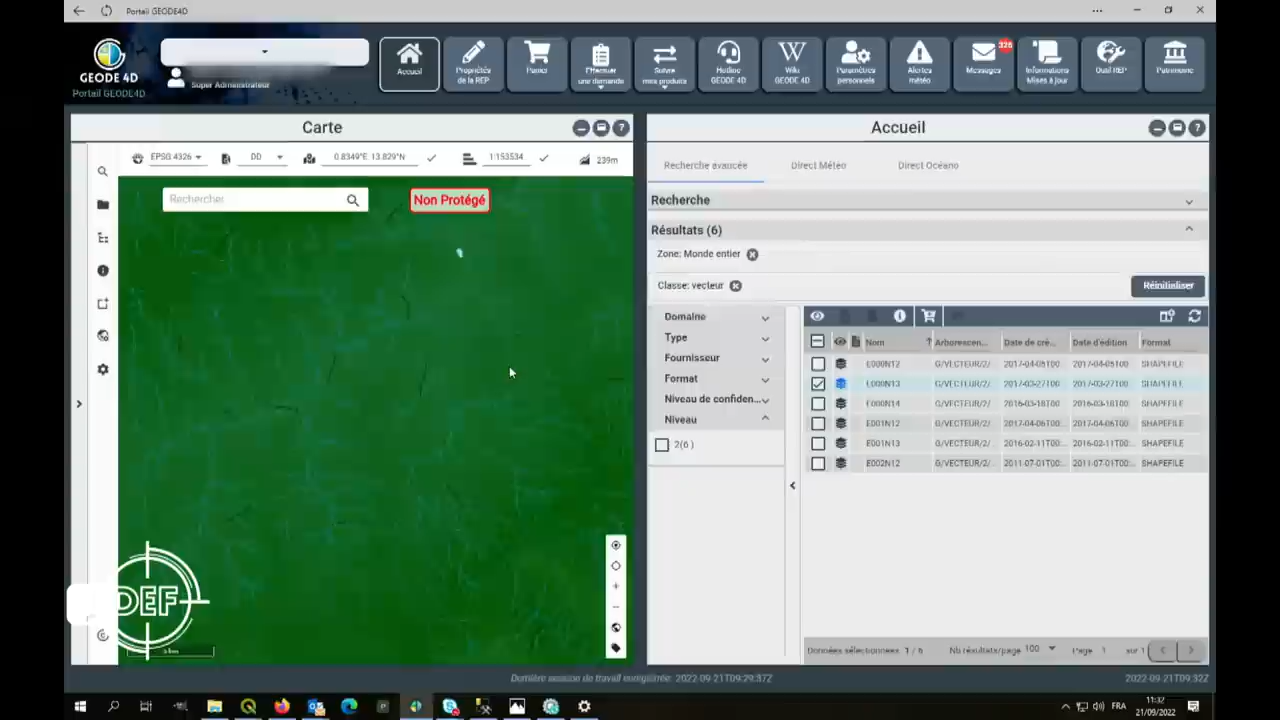 Portail GEODE4D
GEODE 4D
Portail GEODE4D
Super Administrateur
Accueil
Propriétés de la REP
Panier
Effectuer une demande
Suivre mes produits
Hotline GEODE 4D
Wiki GEODE 4D
Paramètres personnels
Alertes météo
Messages
326
Informations Mises à jour
Outil REP
Patrimoine
Carte
EPSG 4326
DD
0.8349°E 13.829°N
1:153534
239m
Rechercher
Non Protégé
DEF
Accueil
Recherche avancée
Direct Météo
Direct Océano
Recherche
Résultats (6)
Zone: Monde entier
Classe: vecteur
Réinitialiser
Domaine
Type
Fournisseur
Format
Niveau de confiden...
Niveau
2(6 )
Nom Arborescen... Date de cré... Date d'édition Format
E000N12 G/VECTEUR/2/ 2017-04-05T00 2017-04-05T00 SHAPEFILE
E000N13 G/VECTEUR/2/ 2017-03-27T00 2017-03-27T00 SHAPEFILE
E000N14 G/VECTEUR/2/ 2016-03-18T00 2016-03-18T00 SHAPEFILE
E001N12 G/VECTEUR/2/ 2017-04-06T00: 2017-04-06T00: SHAPEFILE
E001N13 G/VECTEUR/2/ 2016-02-11T00: 2016-02-11T00: SHAPEFILE
E002N12 G/VECTEUR/2/ 2011-07-01T00: 2011-07-01T00: SHAPEFILE
Données sélectionnées 1 / 6 Nb résultats/page 100 Page 1 sur 1
Dernière session de travail enregistrée: 2022-09-21T09:29:37Z
2022-09-21T09:32Z
FRA
11:32
21/09/2022